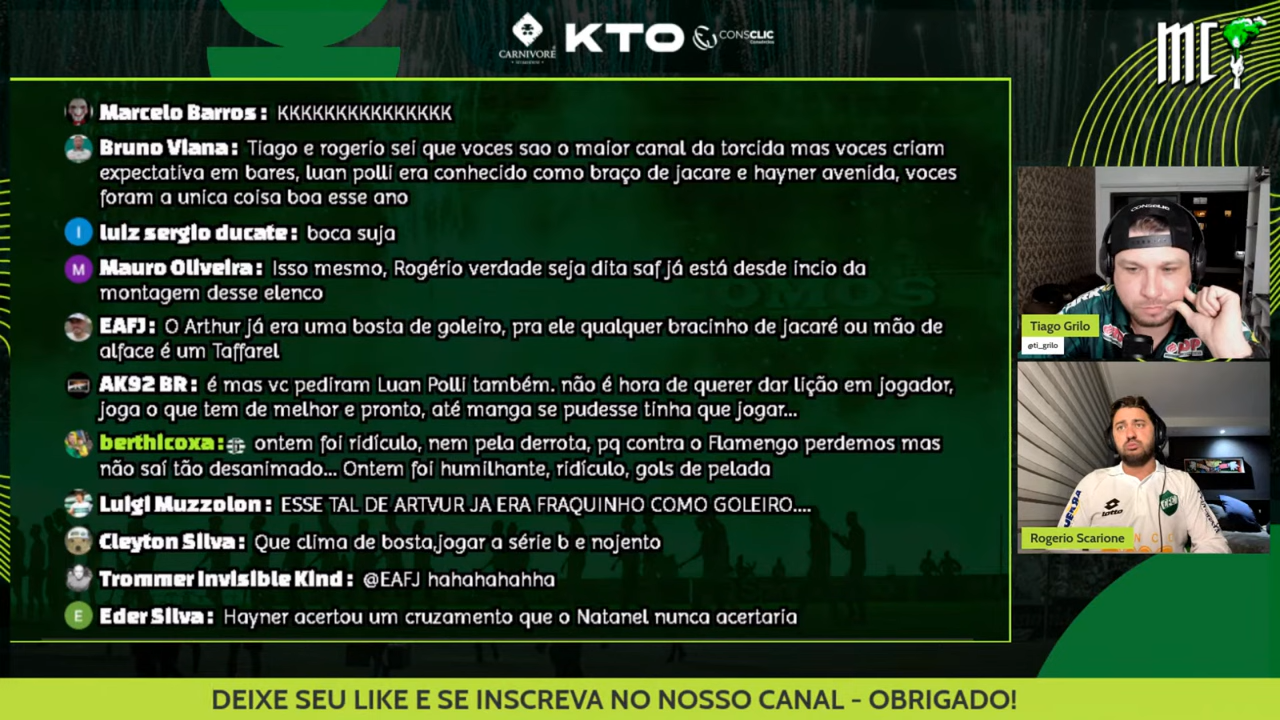 CARNIVORÉ
KTO
CONSCLIC
MC
Marcelo Barros: KKKKKKKKKKKKKKK
Bruno Viana: Tiago e rogerio sei que voces sao o maior canal da torcida mas voces criam
expectativa em bares, luan polli era conhecido como braço de jacare e hayner avenida, voces
foram a unica coisa boa esse ano
l
luiz sergio ducate: boca suja
M
Mauro Oliveira: Isso mesmo, Rogério verdade seja dita saf já está desde incio da
montagem desse elenco
OMOS
EAFJ: O Arthur já era uma bosta de goleiro, pra ele qualquer bracinho de jacaré ou mão de
alface é um Taffarel
AK92 BR: é mas vc pediram Luan Polli também. não é hora de querer dar lição em jogador,
joga o que tem de melhor e pronto, até manga se pudesse tinha que jogar...
berthicoxa: ontem foi ridículo, nem pela derrota, pq contra o Flamengo perdemos mas
não saí tão desanimado... Ontem foi humilhante, ridículo, gols de pelada
Luigi Muzzolon: ESSE TAL DE ARTVUR JA ERA FRAQUINHO COMO GOLEIRO....
Cleyton Silva: Que clima de bosta,jogar a série b e nojento
Trommer Invisible Kind: @EAFJ hahahahahha
E
Eder Silva: Hayner acertou um cruzamento que o Natanel nunca acertaria
CONSCLIC
Tiago Grilo
@ti_grilo
lotto
Rogerio Scarione
DEIXE SEU LIKE E SE INSCREVA NO NOSSO CANAL - OBRIGADO!